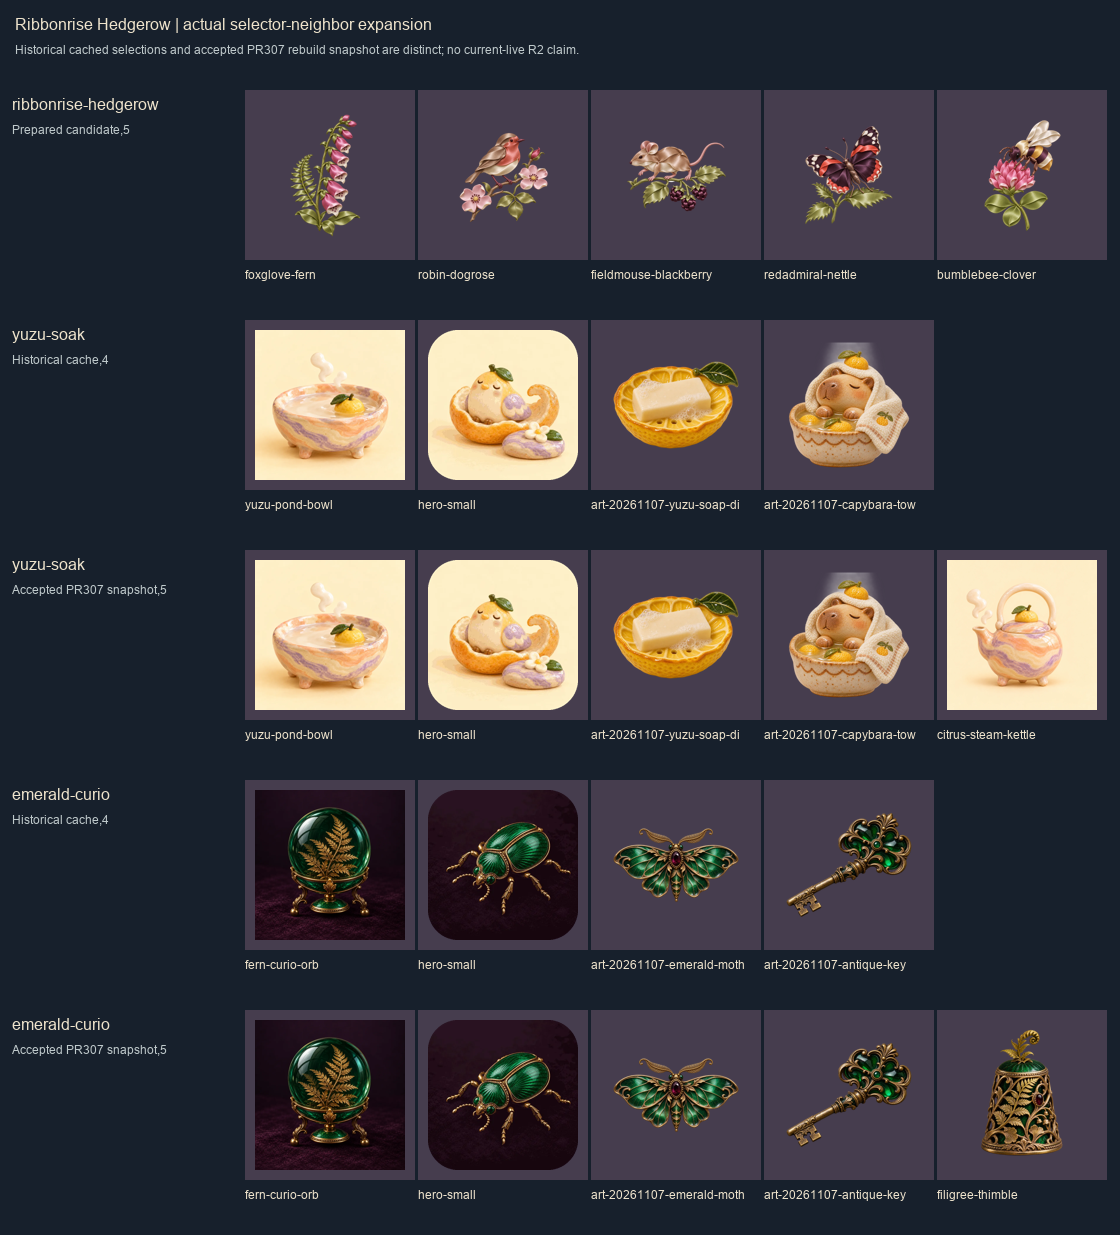 Ribbonrise Hedgerow | actual selector-neighbor expansion
Historical cached selections and accepted PR307 rebuild snapshot are distinct; no current-live R2 claim.
ribbonrise-hedgerow
Prepared candidate,5
foxglove-fern
robin-dogrose
fieldmouse-blackberry
redadmiral-nettle
bumblebee-clover
yuzu-soak
Historical cache,4
yuzu-pond-bowl
hero-small
art-20261107-yuzu-soap-di
art-20261107-capybara-tow
yuzu-soak
Accepted PR307 snapshot,5
yuzu-pond-bowl
hero-small
art-20261107-yuzu-soap-di
art-20261107-capybara-tow
citrus-steam-kettle
emerald-curio
Historical cache,4
fern-curio-orb
hero-small
art-20261107-emerald-moth
art-20261107-antique-key
emerald-curio
Accepted PR307 snapshot,5
fern-curio-orb
hero-small
art-20261107-emerald-moth
art-20261107-antique-key
filigree-thimble